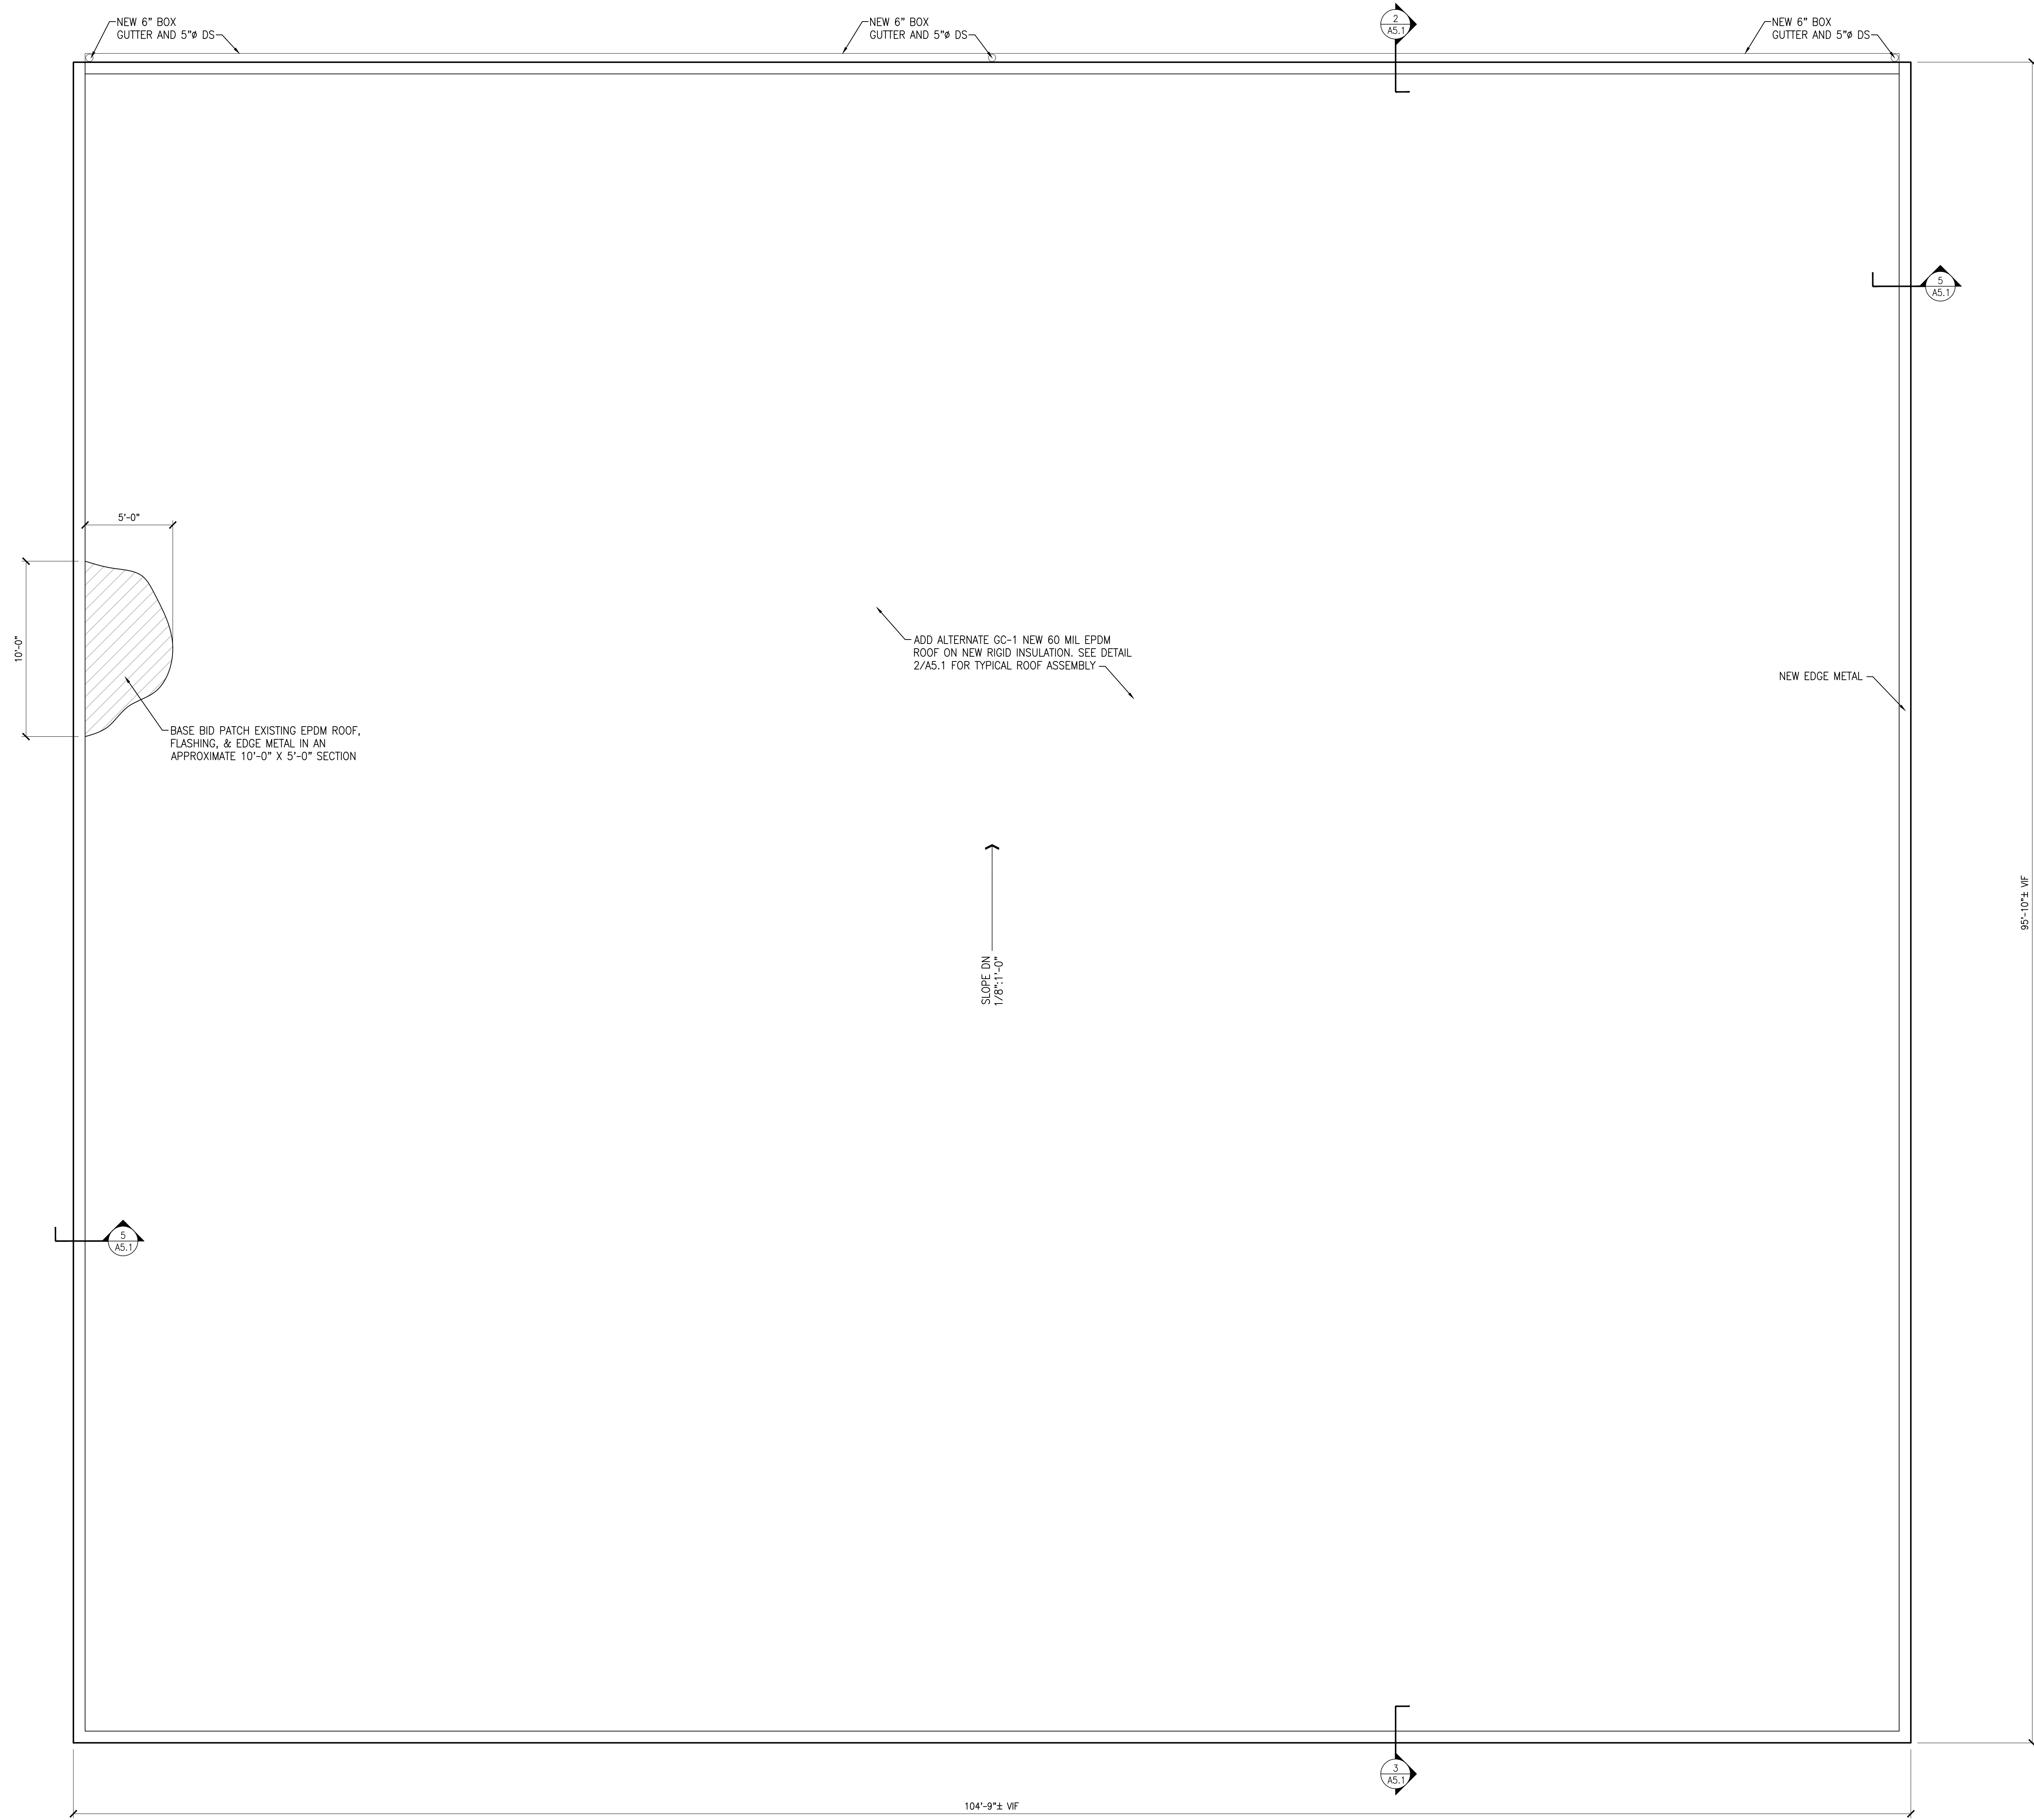 NEW 6" BOX
GUTTER AND 5"ø DS
NEW 6" BOX
GUTTER AND 5"ø DS
2
A5.1
NEW 6" BOX
GUTTER AND 5"ø DS
5
A5.1
5'-0"
10'-0"
ADD ALTERNATE GC-1 NEW 60 MIL EPDM
ROOF ON NEW RIGID INSULATION. SEE DETAIL
2/A5.1 FOR TYPICAL ROOF ASSEMBLY
NEW EDGE METAL
BASE BID PATCH EXISTING EPDM ROOF,
FLASHING, & EDGE METAL IN AN
APPROXIMATE 10'-0" X 5'-0" SECTION
95'-10"± VIF
SLOPE DN
1/8":1'-0"
5
A5.1
3
A5.1
104'-9"± VIF